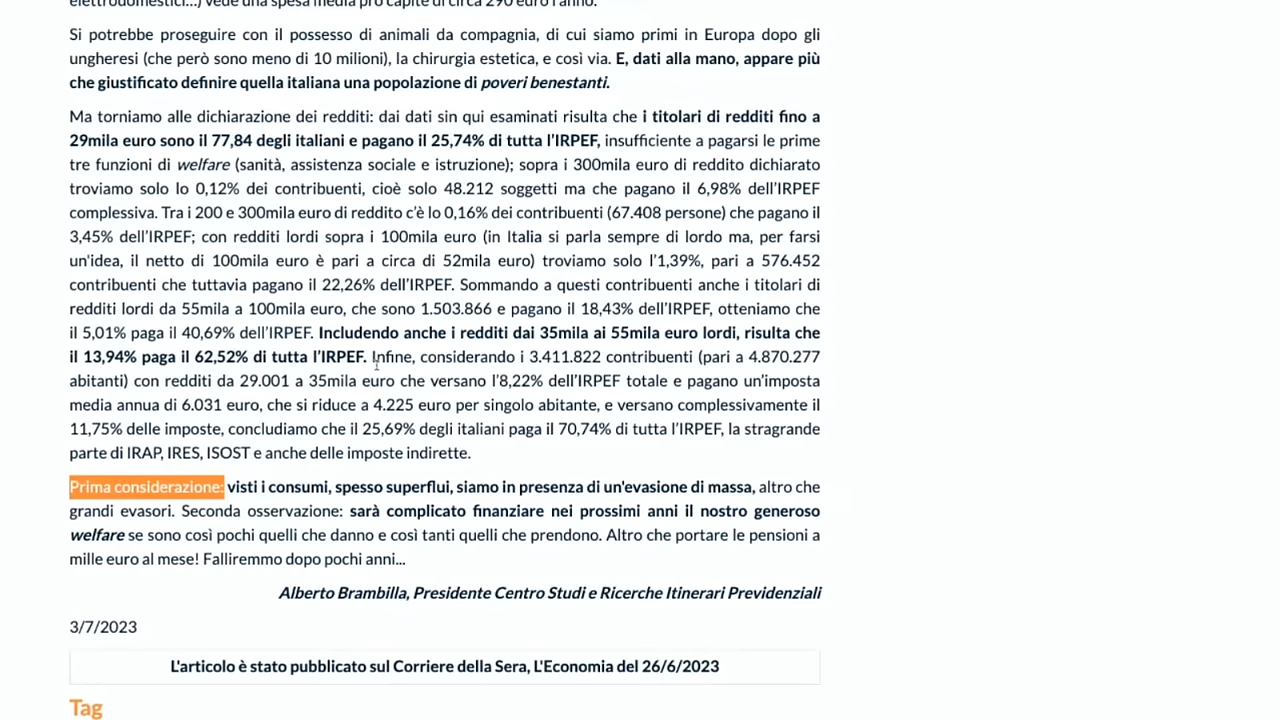 elettrodomestici...) vede una spesa media pro capite di circa 290 euro l'anno.
Si potrebbe proseguire con il possesso di animali da compagnia, di cui siamo primi in Europa dopo gli
ungheresi (che però sono meno di 10 milioni), la chirurgia estetica, e così via. E, dati alla mano, appare più
che giustificato definire quella italiana una popolazione di poveri benestanti.
Ma torniamo alle dichiarazione dei redditi: dai dati sin qui esaminati risulta che i titolari di redditi fino a
29mila euro sono il 77,84 degli italiani e pagano il 25,74% di tutta l'IRPEF, insufficiente a pagarsi le prime
tre funzioni di welfare (sanità, assistenza sociale e istruzione); sopra i 300mila euro di reddito dichiarato
troviamo solo lo 0,12% dei contribuenti, cioè solo 48.212 soggetti ma che pagano il 6,98% dell'IRPEF
complessiva. Tra i 200 e 300mila euro di reddito c'è lo 0,16% dei contribuenti (67.408 persone) che pagano il
3,45% dell'IRPEF; con redditi lordi sopra i 100mila euro (in Italia si parla sempre di lordo ma, per farsi
un'idea, il netto di 100mila euro è pari a circa di 52mila euro) troviamo solo l'1,39%, pari a 576.452
contribuenti che tuttavia pagano il 22,26% dell'IRPEF. Sommando a questi contribuenti anche i titolari di
redditi lordi da 55mila a 100mila euro, che sono 1.503.866 e pagano il 18,43% dell'IRPEF, otteniamo che
il 5,01% paga il 40,69% dell'IRPEF. Includendo anche i redditi dai 35mila ai 55mila euro lordi, risulta che
il 13,94% paga il 62,52% di tutta l'IRPEF. Infine, considerando i 3.411.822 contribuenti (pari a 4.870.277
abitanti) con redditi da 29.001 a 35mila euro che versano l'8,22% dell'IRPEF totale e pagano un'imposta
media annua di 6.031 euro, che si riduce a 4.225 euro per singolo abitante, e versano complessivamente il
11,75% delle imposte, concludiamo che il 25,69% degli italiani paga il 70,74% di tutta l'IRPEF, la stragrande
parte di IRAP, IRES, ISOST e anche delle imposte indirette.
Prima considerazione: visti i consumi, spesso superflui, siamo in presenza di un'evasione di massa, altro che
grandi evasori. Seconda osservazione: sarà complicato finanziare nei prossimi anni il nostro generoso
welfare se sono così pochi quelli che danno e così tanti quelli che prendono. Altro che portare le pensioni a
mille euro al mese! Falliremmo dopo pochi anni...
Alberto Brambilla, Presidente Centro Studi e Ricerche Itinerari Previdenziali
3/7/2023
L'articolo è stato pubblicato sul Corriere della Sera, L'Economia del 26/6/2023
Tag